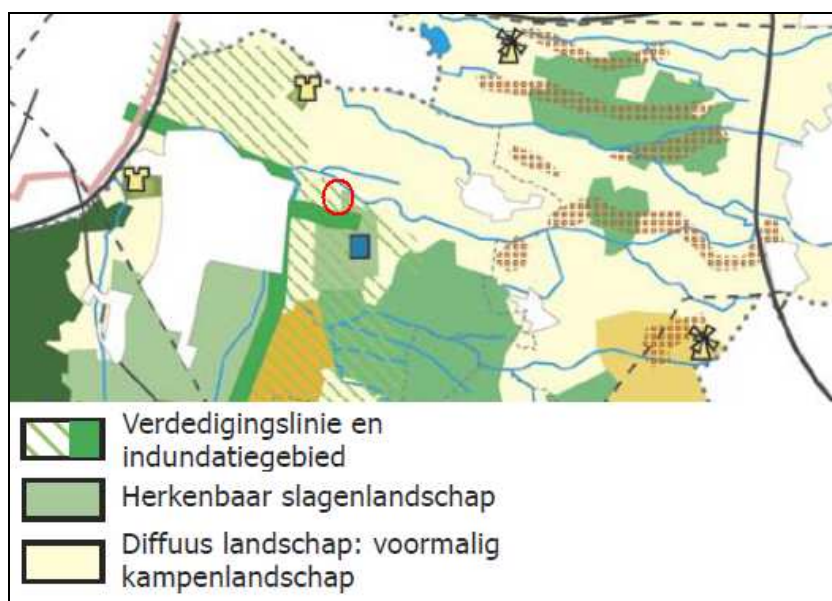 Verdedigingslinie en
indundatiegebied
Herkenbaar slagenlandschap
Diffuus landschap: voormalig
kampenlandschap